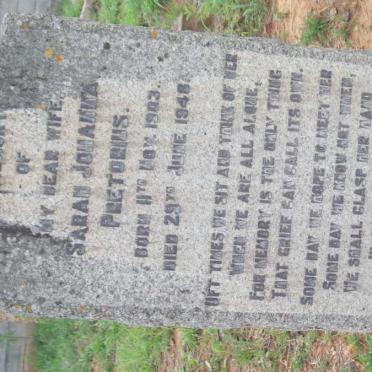 OF
MY DEAR WIFE
SARAH JOHANNA
PRETORIUS.
BORN 11TH NOV. 1903.
DIED 29TH JUNE 1948.
OFT TIMES WE SIT AND THINK OF HER
WHEN WE ARE ALL ALONE,
FOR MEMORY IS THE ONLY THING
THAT GRIEF CAN CALL ITS OWN.
SOME DAY WE HOPE TO MEET HER
SOME DAY WE KNOW NOT WHEN,
WE SHALL CLASP HER HAND